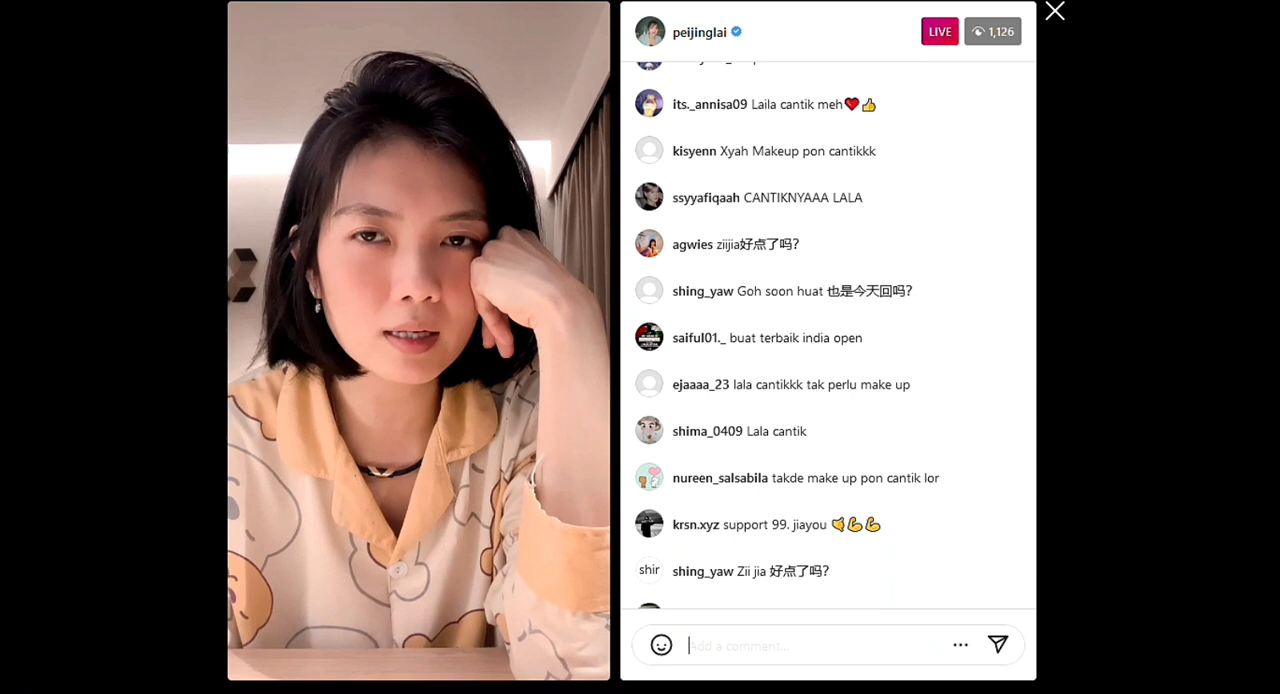 peijinglai
LIVE
1,126
its._annisa09 Laila cantik meh❤️👍
kisyenn Xyah Makeup pon cantikkk
ssyyafiqaah CANTIKNYAAA LALA
agwies ziijia好点了吗?
shing_yaw Goh soon huat 也是今天回吗?
saiful01._ buat terbaik india open
ejaaaa_23 lala cantikkk tak perlu make up
shima_0409 Lala cantik
nureen_salsabila takde make up pon cantik lor
krsn.xyz support 99. jiayou 👏💪💪
shir
shing_yaw Zii jia 好点了吗?
Add a comment...